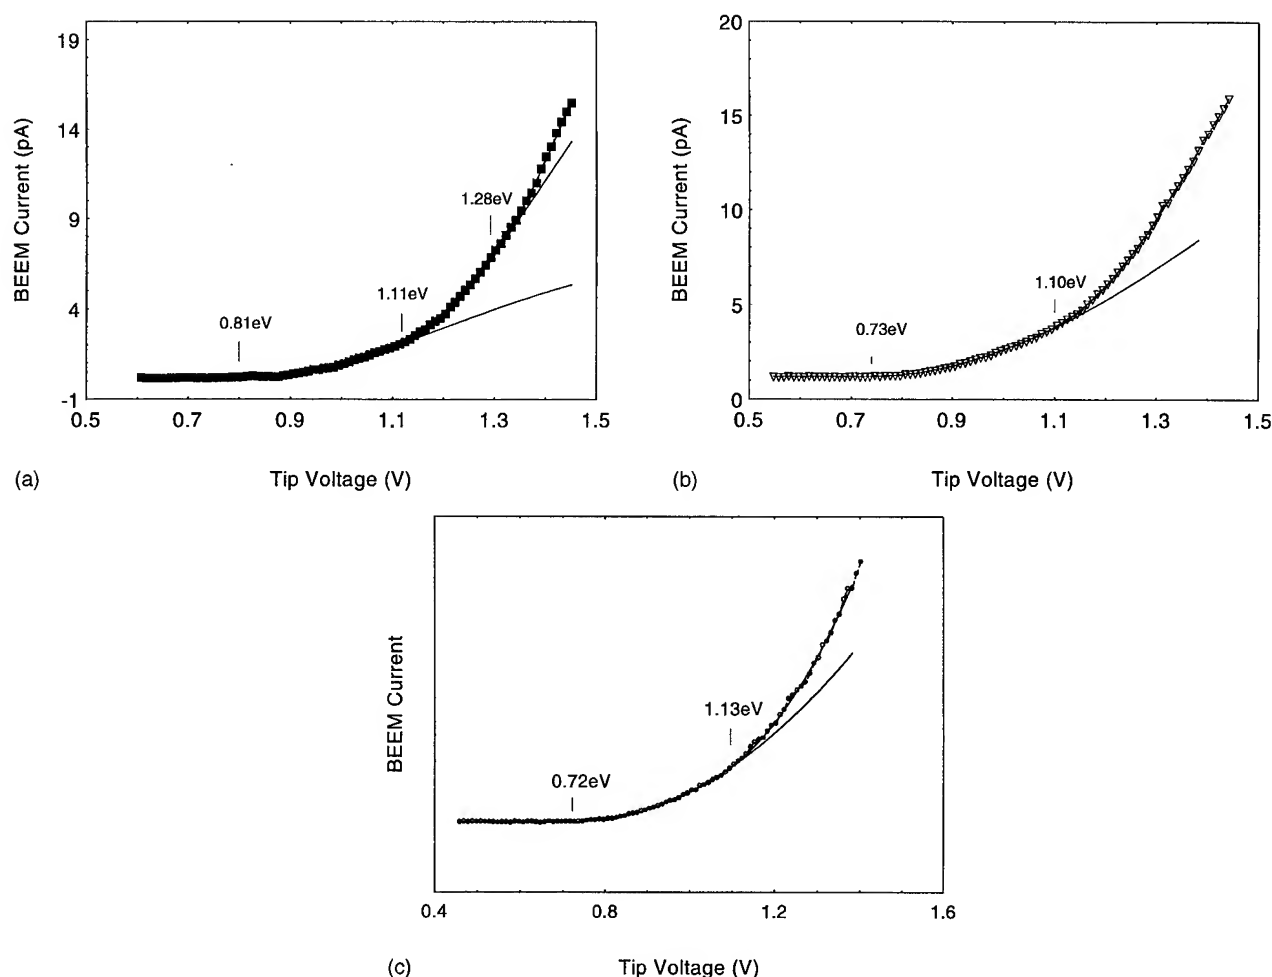 19
14
9
4
-1
BEEM Current (pA)
0.81eV
1.11eV
1.28eV
0.5
0.7
0.9
1.1
1.3
1.5
(a)
Tip Voltage (V)
20
15
10
5
0
BEEM Current (pA)
0.73eV
1.10eV
0.5
0.7
0.9
1.1
1.3
1.5
(b)
Tip Voltage (V)
BEEM Current
0.72eV
1.13eV
0.4
0.8
1.2
1.6
(c)
Tip Voltage (V)